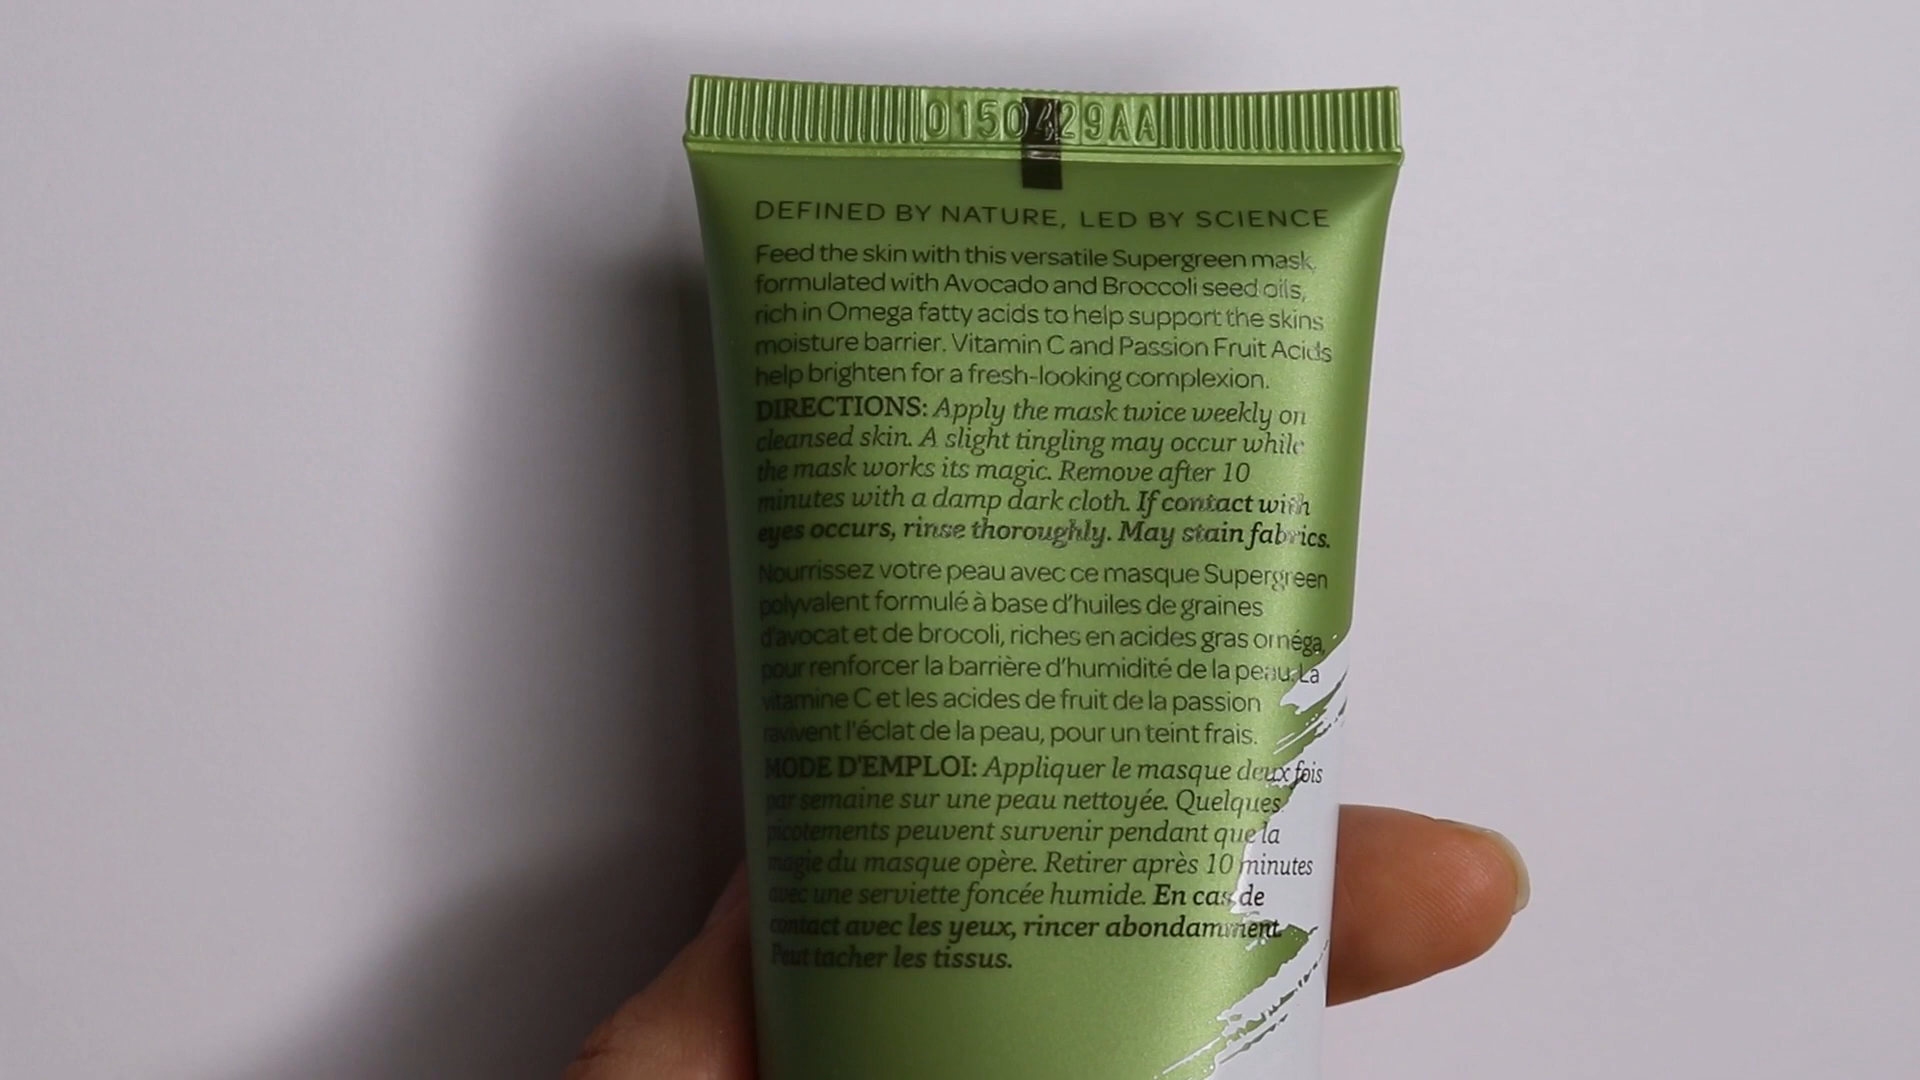 0150429AA
DEFINED BY NATURE, LED BY SCIENCE
Feed the skin with this versatile Supergreen mask,
formulated with Avocado and Broccoli seed oils,
rich in Omega fatty acids to help support the skins
moisture barrier. Vitamin C and Passion Fruit Acids
help brighten for a fresh-looking complexion.
DIRECTIONS: Apply the mask twice weekly on
cleansed skin. A slight tingling may occur while
the mask works its magic. Remove after 10
minutes with a damp dark cloth. If contact with
eyes occurs, rinse thoroughly. May stain fabrics.
Nourrissez votre peau avec ce masque Supergreen
polyvalent formulé à base d'huiles de graines
d'avocat et de brocoli, riches en acides gras oméga,
pour renforcer la barrière d'humidité de la peau. La
vitamine C et les acides de fruit de la passion
ravivent l'éclat de la peau, pour un teint frais.
MODE D'EMPLOI: Appliquer le masque deux fois
par semaine sur une peau nettoyée. Quelques
picotements peuvent survenir pendant que la
magie du masque opère. Retirer après 10 minutes
avec une serviette foncée humide. En cas de
contact avec les yeux, rincer abondamment.
Peut tacher les tissus.